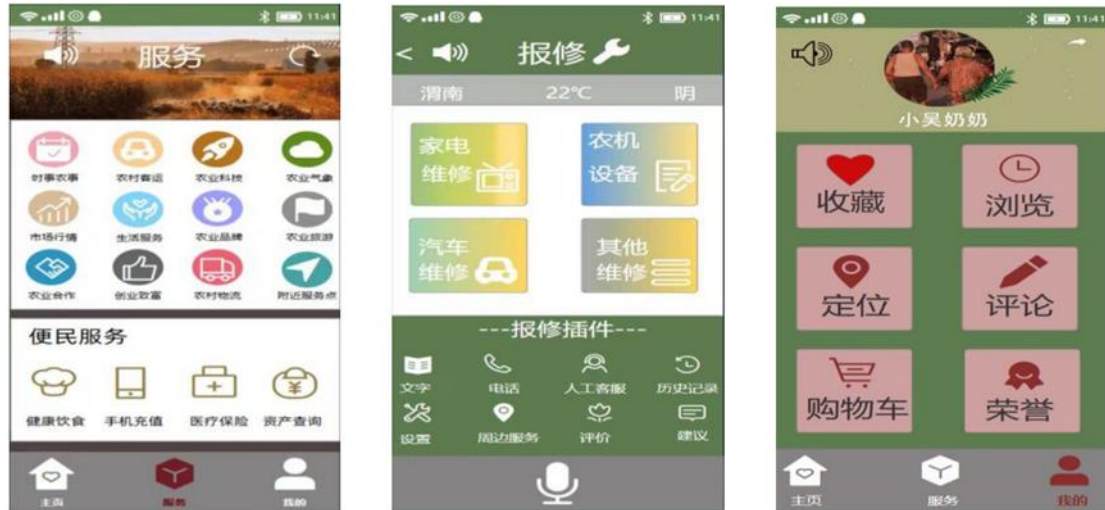 11:41
服务
时事农事 农村客运 农业科技 农业气象
市场行情 生活服务 农业品牌 农业旅游
农业合作 创业致富 农村物流 附近服务点
便民服务
健康饮食 手机充值 医疗保险 资产查询
主页 服务 我的
11:41
< 报修
渭南 22℃ 阴
家电
维修
农机
设备
汽车
维修
其他
维修
---报修插件---
文字 电话 人工客服 历史记录
设置 周边服务 评价 建议
11:41
小吴奶奶
收藏 浏览
定位 评论
购物车 荣誉
主页 服务 我的